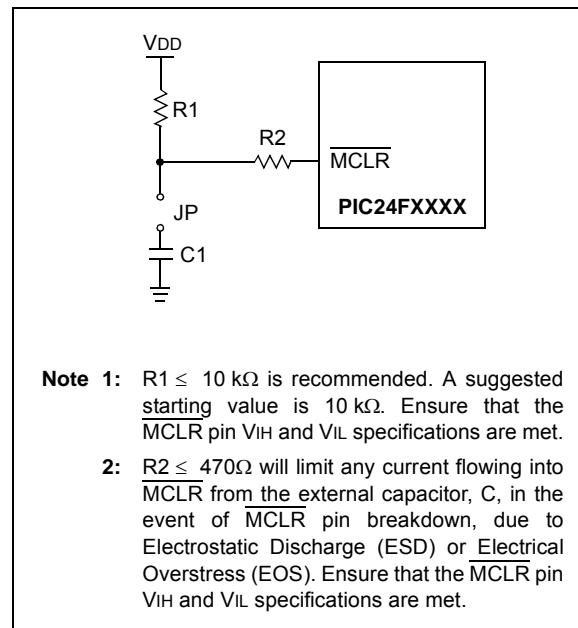 VDD
R1
R2
MCLR
JP
PIC24FXXXX
C1
Note 1: R1 ≤ 10 kΩ is recommended. A suggested
starting value is 10 kΩ. Ensure that the
MCLR pin VIH and VIL specifications are met.
2: R2 ≤ 470Ω will limit any current flowing into
MCLR from the external capacitor, C, in the
event of MCLR pin breakdown, due to
Electrostatic Discharge (ESD) or Electrical
Overstress (EOS). Ensure that the MCLR pin
VIH and VIL specifications are met.